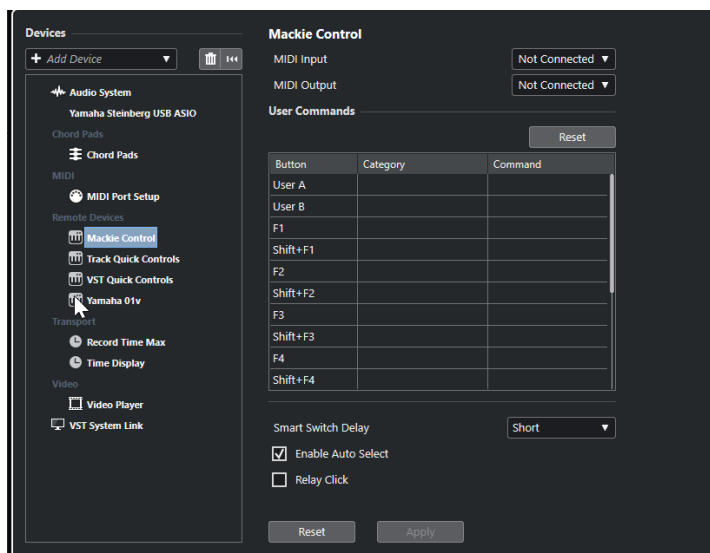 Devices
+ Add Device
Audio System
Yamaha Steinberg USB ASIO
Chord Pads
Chord Pads
MIDI
MIDI Port Setup
Remote Devices
Mackie Control
Track Quick Controls
VST Quick Controls
Yamaha 01v
Transport
Record Time Max
Time Display
Video
Video Player
VST System Link
Mackie Control
MIDI Input Not Connected
MIDI Output Not Connected
User Commands
Reset
Button Category Command
User A
User B
F1
Shift+F1
F2
Shift+F2
F3
Shift+F3
F4
Shift+F4
Smart Switch Delay Short
Enable Auto Select
Relay Click
Reset Apply